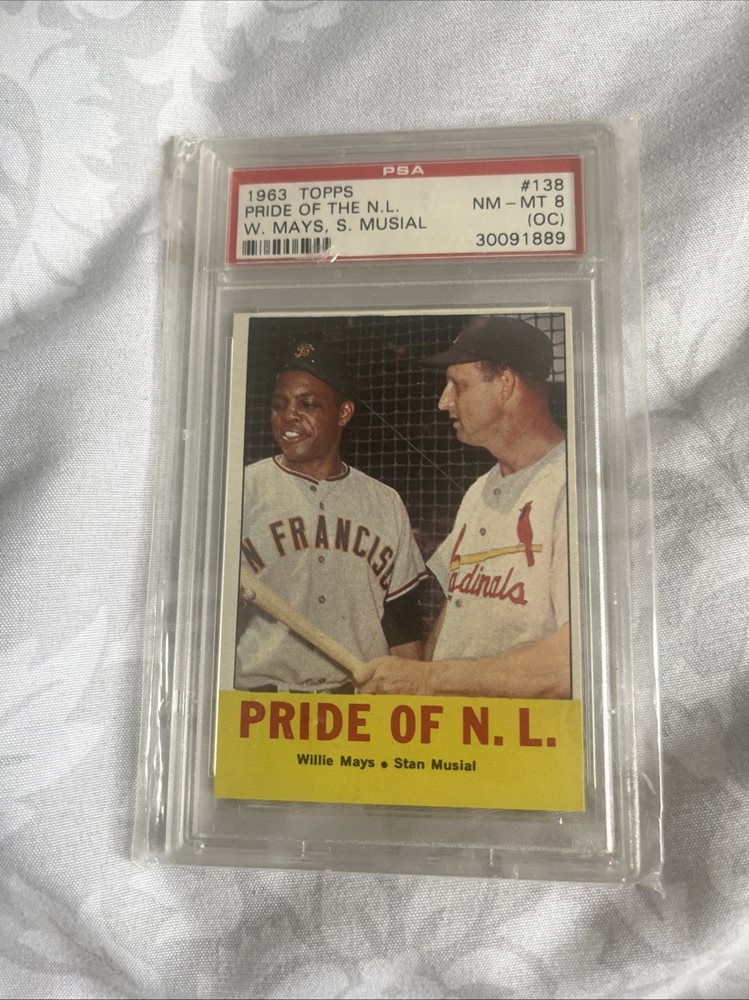 PSA
1963 TOPPS #138
PRIDE OF THE N.L. NM-MT 8
W. MAYS, S. MUSIAL (OC)
30091889
SF
N FRANCISC
Cardinals
PRIDE OF N. L.
Willie Mays • Stan Musial